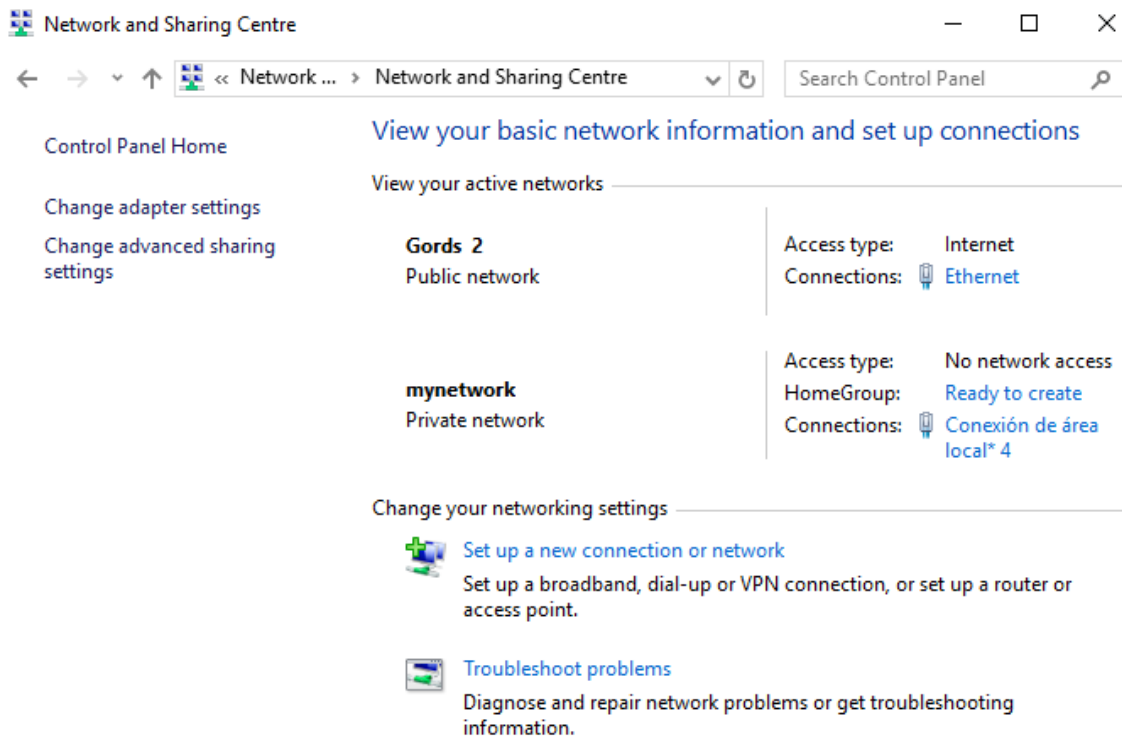 Network and Sharing Centre
« Network ... > Network and Sharing Centre
Search Control Panel
Control Panel Home
Change adapter settings
Change advanced sharing
settings
View your basic network information and set up connections
View your active networks
Gords 2
Public network
Access type: Internet
Connections: Ethernet
mynetwork
Private network
Access type: No network access
HomeGroup: Ready to create
Connections: Conexión de área
local* 4
Change your networking settings
Set up a new connection or network
Set up a broadband, dial-up or VPN connection, or set up a router or
access point.
Troubleshoot problems
Diagnose and repair network problems or get troubleshooting
information.